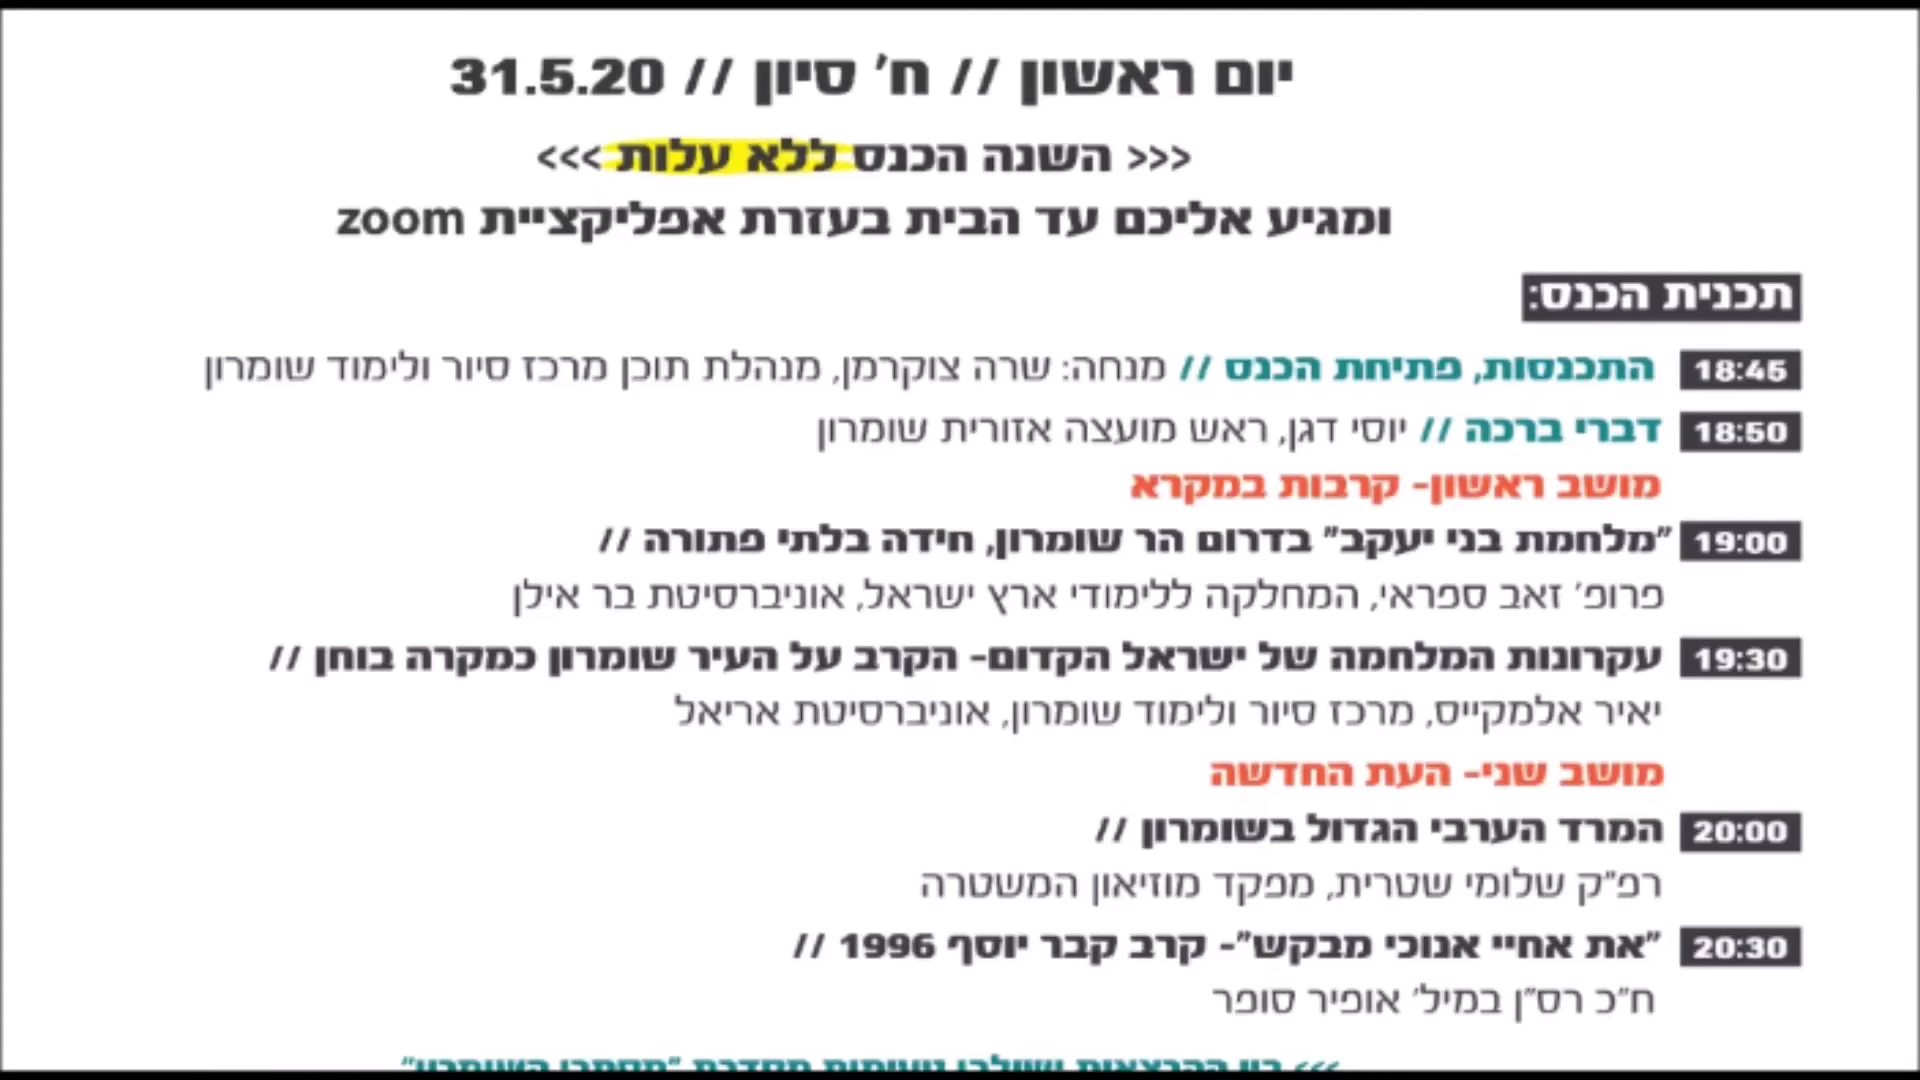 יום ראשון // ח' סיון // 31.5.20
>>> השנה הכנס ללא עלות <<<
ומגיע אליכם עד הבית בעזרת אפליקציית zoom
תכנית הכנס:
18:45 התכנסות, פתיחת הכנס // מנחה: שרה צוקרמן, מנהלת תוכן מרכז סיור ולימוד שומרון
18:50 דברי ברכה // יוסי דגן, ראש מועצה אזורית שומרון
מושב ראשון- קרבות במקרא
19:00 "מלחמת בני יעקב" בדרום הר שומרון, חידה בלתי פתורה //
פרופ' זאב ספראי, המחלקה ללימודי ארץ ישראל, אוניברסיטת בר אילן
19:30 עקרונות המלחמה של ישראל הקדום- הקרב על העיר שומרון כמקרה בוחן //
יאיר אלמקייס, מרכז סיור ולימוד שומרון, אוניברסיטת אריאל
מושב שני- העת החדשה
20:00 המרד הערבי הגדול בשומרון //
רפ"ק שלומי שטרית, מפקד מוזיאון המשטרה
20:30 "את אחיי אנוכי מבקש"- קרב קבר יוסף 1996 //
ח"כ רס"ן במיל' אופיר סופר
>>> בין ההרצאות ישולבו